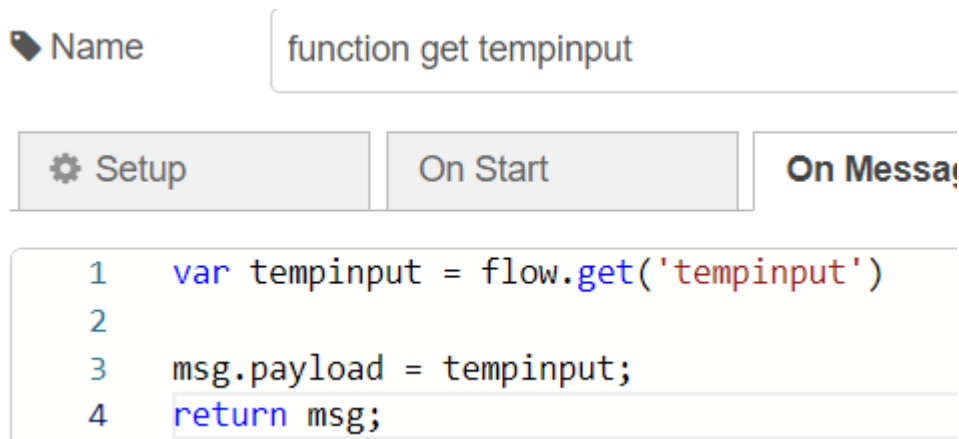 Name
function get tempinput
Setup
On Start
On Messag
1 var tempinput = flow.get('tempinput')
2
3 msg.payload = tempinput;
4 return msg;